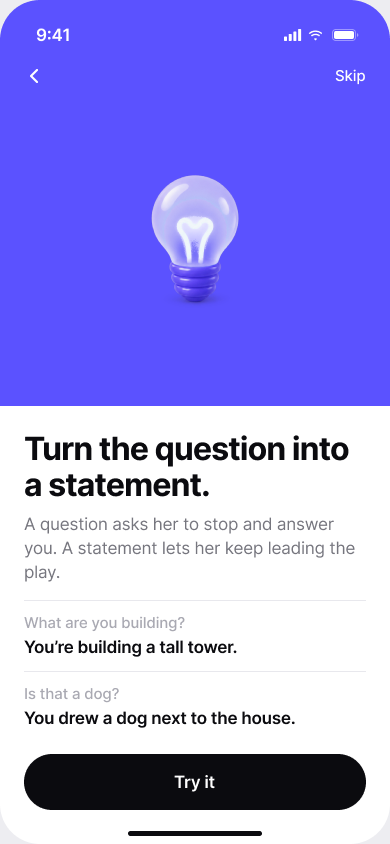 9:41
Skip
Turn the question into
a statement.
A question asks her to stop and answer
you. A statement lets her keep leading the
play.
What are you building?
You’re building a tall tower.
Is that a dog?
You drew a dog next to the house.
Try it